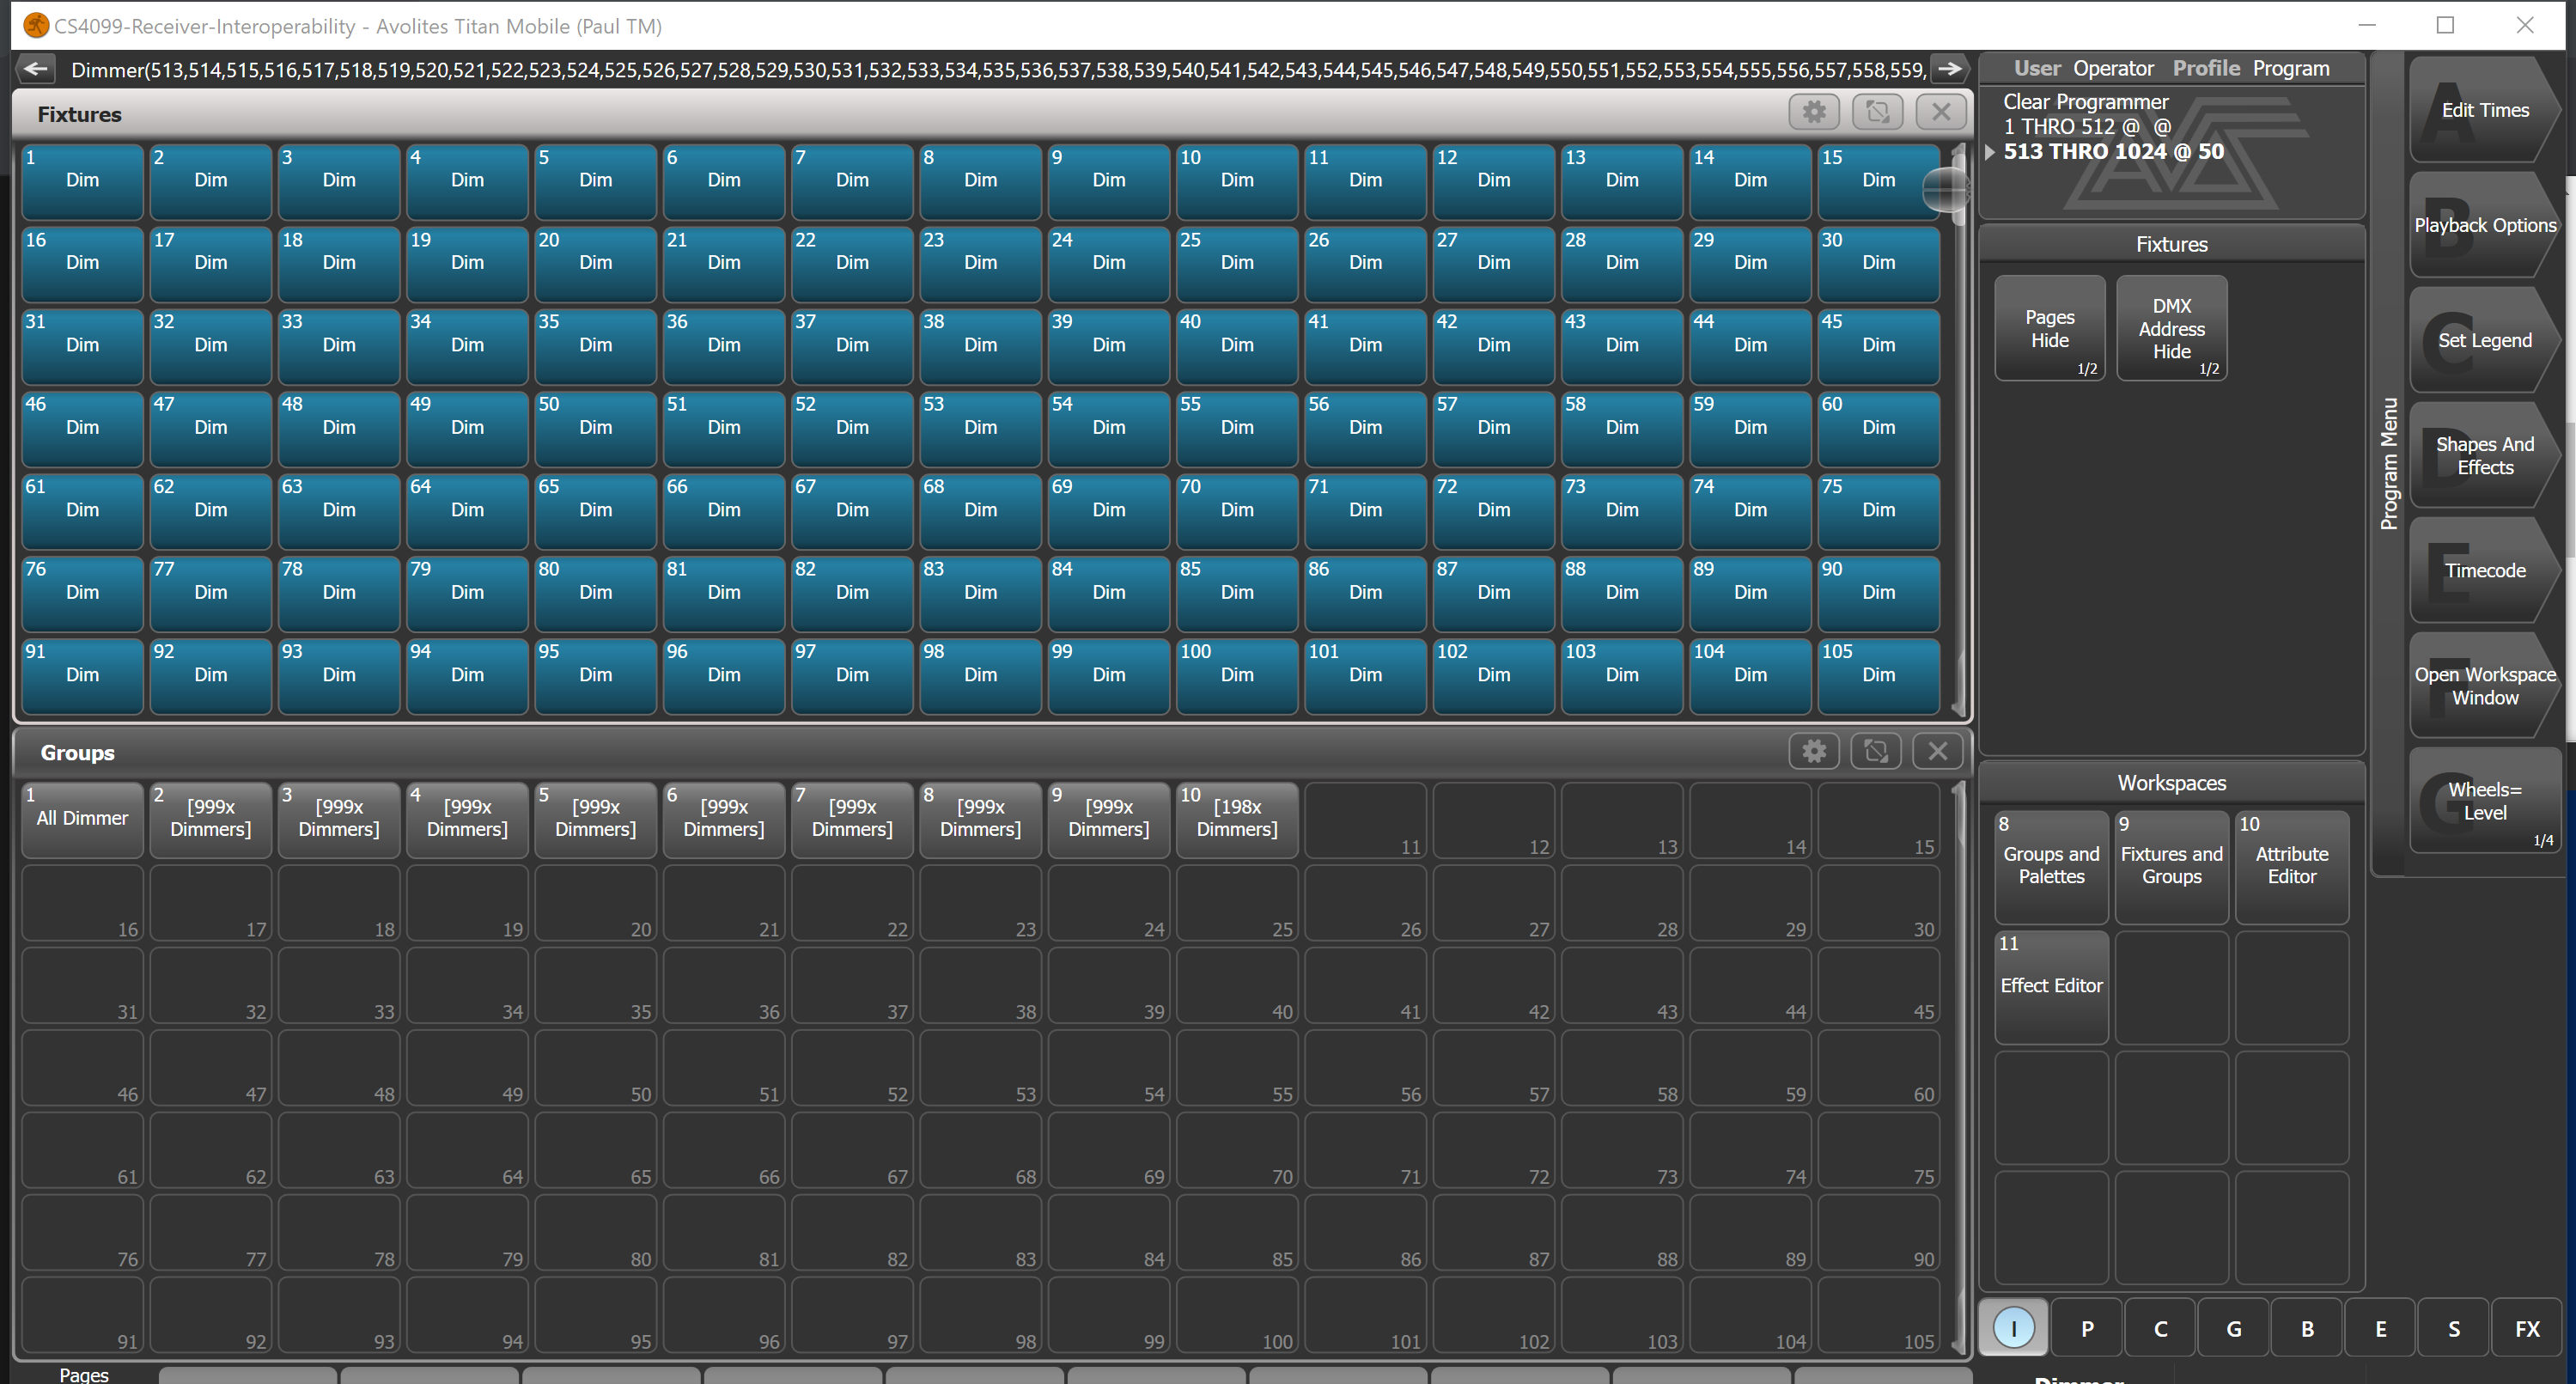 CS4099-Receiver-Interoperability - Avolites Titan Mobile (Paul TM)
Dimmer(513,514,515,516,517,518,519,520,521,522,523,524,525,526,527,528,529,530,531,532,533,534,535,536,537,538,539,540,541,542,543,544,545,546,547,548,549,550,551,552,553,554,555,556,557,558,559,
Fixtures
1 2 3 4 5 6 7 8 9 10 11 12 13 14 15
Dim Dim Dim Dim Dim Dim Dim Dim Dim Dim Dim Dim Dim Dim Dim
16 17 18 19 20 21 22 23 24 25 26 27 28 29 30
Dim Dim Dim Dim Dim Dim Dim Dim Dim Dim Dim Dim Dim Dim Dim
31 32 33 34 35 36 37 38 39 40 41 42 43 44 45
Dim Dim Dim Dim Dim Dim Dim Dim Dim Dim Dim Dim Dim Dim Dim
46 47 48 49 50 51 52 53 54 55 56 57 58 59 60
Dim Dim Dim Dim Dim Dim Dim Dim Dim Dim Dim Dim Dim Dim Dim
61 62 63 64 65 66 67 68 69 70 71 72 73 74 75
Dim Dim Dim Dim Dim Dim Dim Dim Dim Dim Dim Dim Dim Dim Dim
76 77 78 79 80 81 82 83 84 85 86 87 88 89 90
Dim Dim Dim Dim Dim Dim Dim Dim Dim Dim Dim Dim Dim Dim Dim
91 92 93 94 95 96 97 98 99 100 101 102 103 104 105
Dim Dim Dim Dim Dim Dim Dim Dim Dim Dim Dim Dim Dim Dim Dim
Groups
1 2 3 4 5 6 7 8 9 10
All Dimmer [999x [999x [999x [999x [999x [999x [999x [999x [198x
Dimmers] Dimmers] Dimmers] Dimmers] Dimmers] Dimmers] Dimmers] Dimmers] Dimmers]
11 12 13 14 15
16 17 18 19 20 21 22 23 24 25 26 27 28 29 30
31 32 33 34 35 36 37 38 39 40 41 42 43 44 45
46 47 48 49 50 51 52 53 54 55 56 57 58 59 60
61 62 63 64 65 66 67 68 69 70 71 72 73 74 75
76 77 78 79 80 81 82 83 84 85 86 87 88 89 90
91 92 93 94 95 96 97 98 99 100 101 102 103 104 105
Pages
User Operator Profile Program
Clear Programmer
1 THRO 512 @ @
513 THRO 1024 @ 50
Fixtures
Pages
Hide
1/2
DMX
Address
Hide
1/2
Workspaces
8
Groups and
Palettes
9
Fixtures and
Groups
10
Attribute
Editor
11
Effect Editor
I P C G B E S FX
Dimmer
Program Menu
A
Edit Times
B
Playback Options
C
Set Legend
D
Shapes And
Effects
E
Timecode
F
Open Workspace
Window
G
Wheels=
Level
1/4